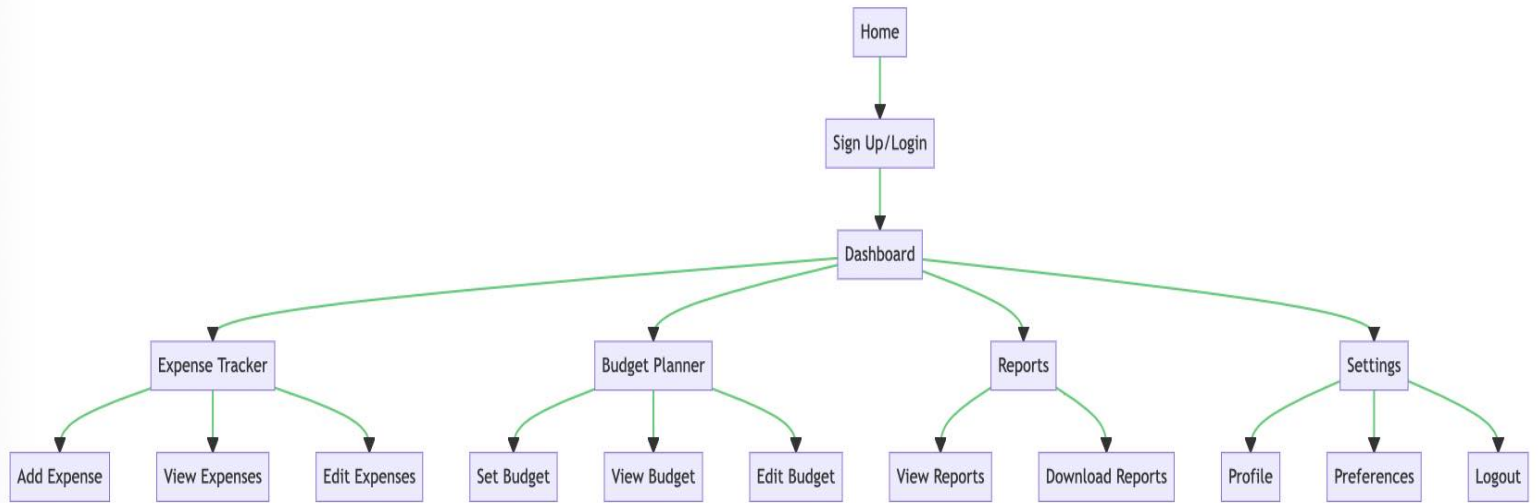 Home
Sign Up/Login
Dashboard
Expense Tracker
Budget Planner
Reports
Settings
Add Expense
View Expenses
Edit Expenses
Set Budget
View Budget
Edit Budget
View Reports
Download Reports
Profile
Preferences
Logout